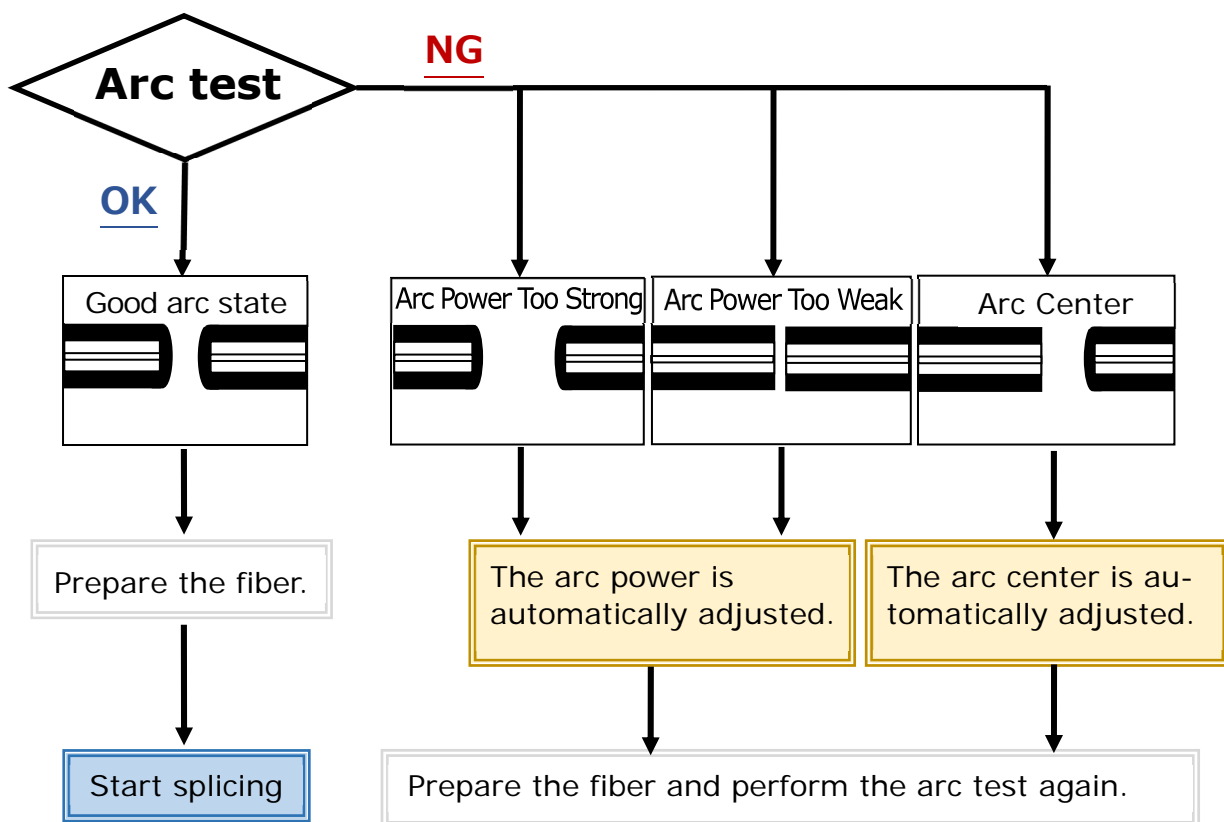 Arc test
NG
OK
Good arc state
Arc Power Too Strong
Arc Power Too Weak
Arc Center
Prepare the fiber.
The arc power is
automatically adjusted.
The arc center is au-
tomatically adjusted.
Start splicing
Prepare the fiber and perform the arc test again.